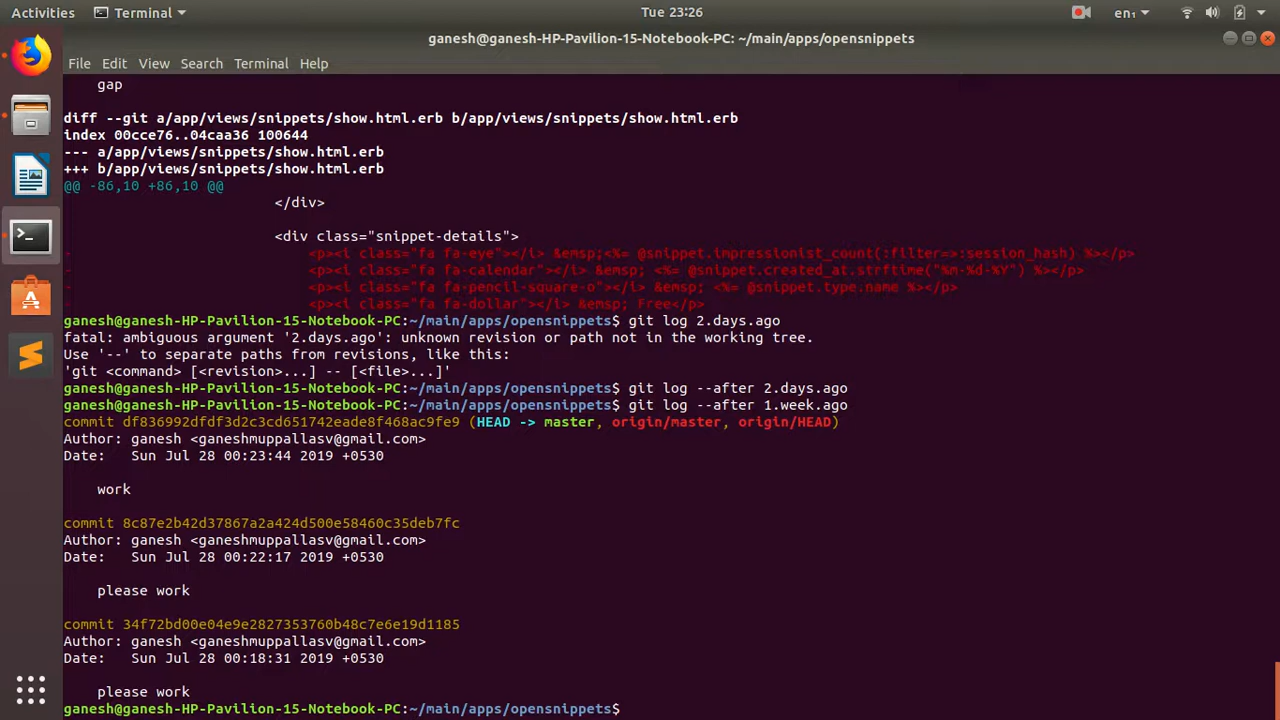 Activities Terminal Tue 23:26 en₁
ganesh@ganesh-HP-Pavilion-15-Notebook-PC: ~/main/apps/opensnippets
File Edit View Search Terminal Help
gap
diff --git a/app/views/snippets/show.html.erb b/app/views/snippets/show.html.erb
index 00cce76..04caa36 100644
--- a/app/views/snippets/show.html.erb
+++ b/app/views/snippets/show.html.erb
@@ -86,10 +86,10 @@
</div>
<div class="snippet-details">
- <p><i class="fa fa-eye"></i> &emsp;<%= @snippet.impressionist_count(:filter=>:session_hash) %></p>
- <p><i class="fa fa-calendar"></i> &emsp; <%= @snippet.created_at.strftime("%m-%d-%Y") %></p>
- <p><i class="fa fa-pencil-square-o"></i> &emsp; <%= @snippet.type.name %></p>
- <p><i class="fa fa-dollar"></i> &emsp; Free</p>
ganesh@ganesh-HP-Pavilion-15-Notebook-PC:~/main/apps/opensnippets$ git log 2.days.ago
fatal: ambiguous argument '2.days.ago': unknown revision or path not in the working tree.
Use '--' to separate paths from revisions, like this:
'git <command> [<revision>...] -- [<file>...]'
ganesh@ganesh-HP-Pavilion-15-Notebook-PC:~/main/apps/opensnippets$ git log --after 2.days.ago
ganesh@ganesh-HP-Pavilion-15-Notebook-PC:~/main/apps/opensnippets$ git log --after 1.week.ago
commit df836992dfdf3d2c3cd651742eade8f468ac9fe9 (HEAD -> master, origin/master, origin/HEAD)
Author: ganesh <ganeshmuppallasv@gmail.com>
Date:   Sun Jul 28 00:23:44 2019 +0530
work
commit 8c87e2b42d37867a2a424d500e58460c35deb7fc
Author: ganesh <ganeshmuppallasv@gmail.com>
Date:   Sun Jul 28 00:22:17 2019 +0530
please work
commit 34f72bd00e04e9e2827353760b48c7e6e19d1185
Author: ganesh <ganeshmuppallasv@gmail.com>
Date:   Sun Jul 28 00:18:31 2019 +0530
please work
ganesh@ganesh-HP-Pavilion-15-Notebook-PC:~/main/apps/opensnippets$